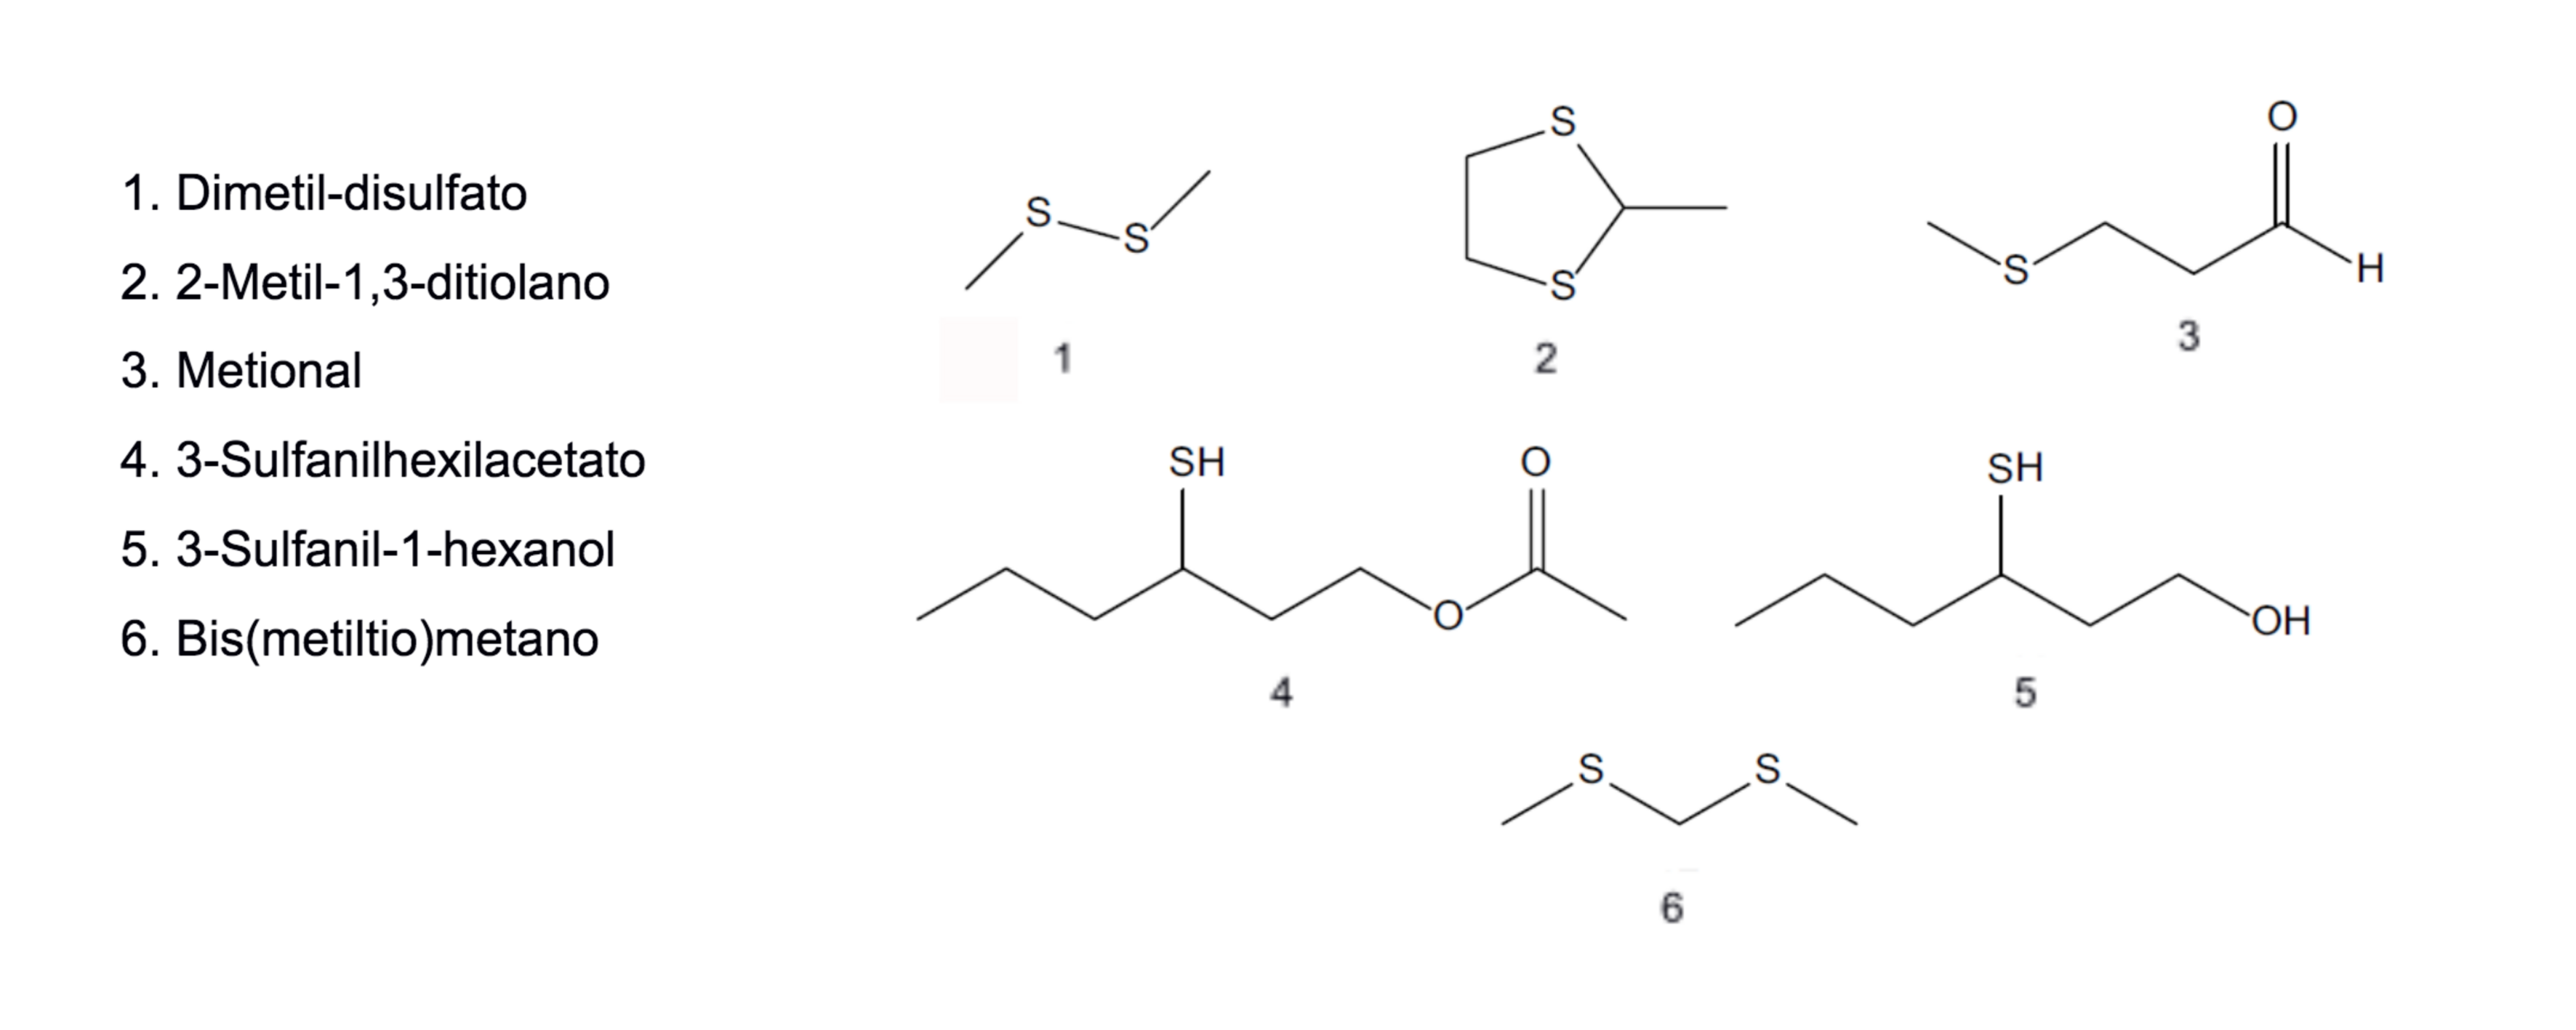 1. Dimetil-disulfato
2. 2-Metil-1,3-ditiolano
3. Metional
4. 3-Sulfanilhexilacetato
5. 3-Sulfanil-1-hexanol
6. Bis(metiltio)metano
S
S
1
S
S
2
O
S
H
3
SH
O
O
4
SH
OH
5
S S
6